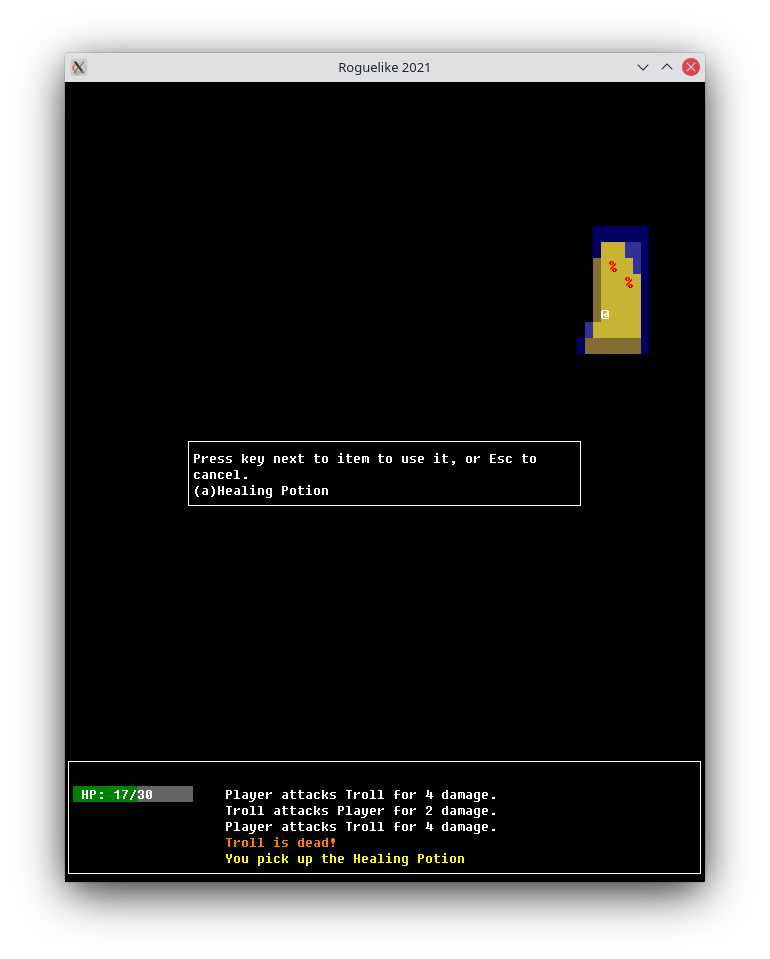 Roguelike 2021
%
%
@
Press key next to item to use it, or Esc to
cancel.
(a)Healing Potion
HP: 17/30
Player attacks Troll for 4 damage.
Troll attacks Player for 2 damage.
Player attacks Troll for 4 damage.
Troll is dead!
You pick up the Healing Potion